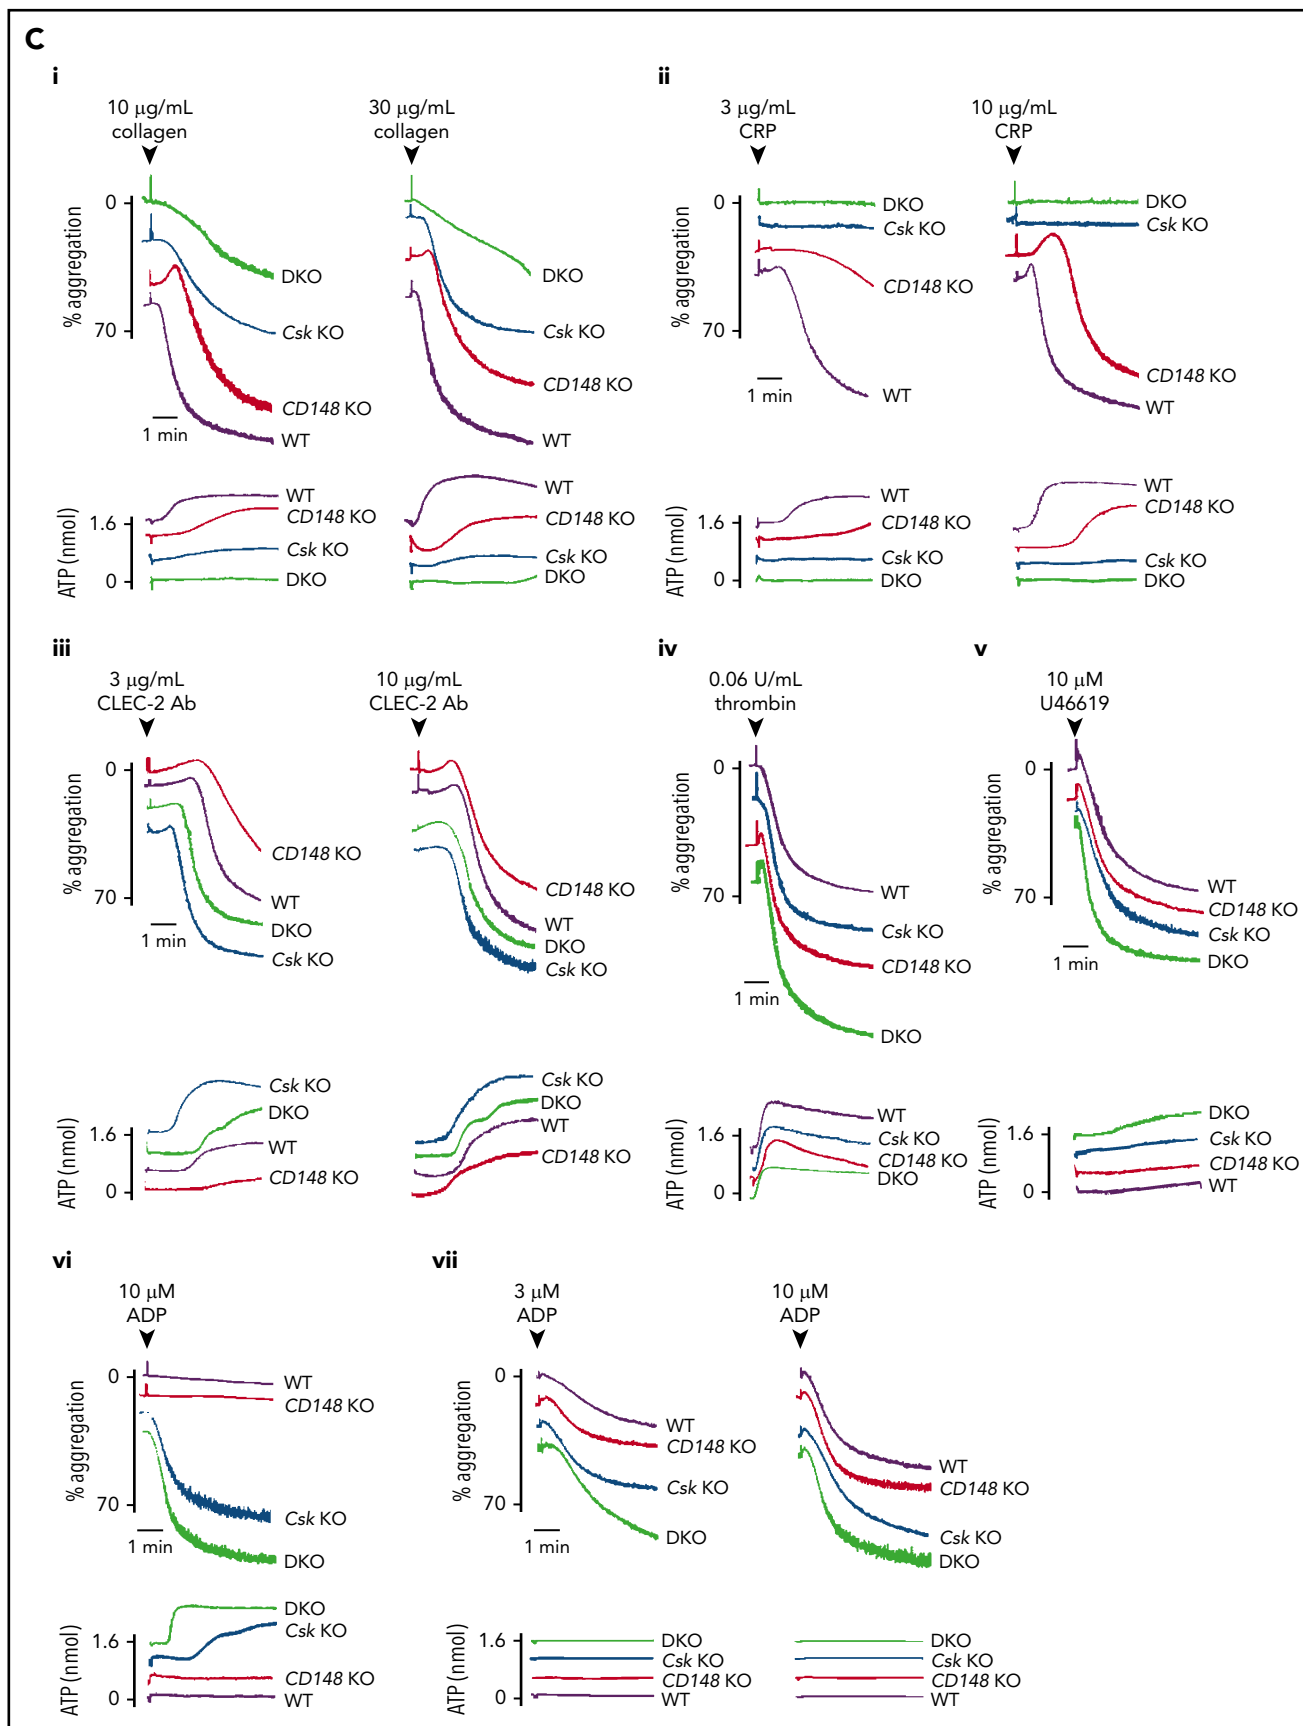 C
i
10 μg/mL
collagen
30 μg/mL
collagen
0
70
% aggregation
DKO
Csk KO
CD148 KO
WT
1 min
DKO
Csk KO
CD148 KO
WT
ATP (nmol)
1.6
0
WT
CD148 KO
Csk KO
DKO
WT
CD148 KO
Csk KO
DKO
ii
3 μg/mL
CRP
10 μg/mL
CRP
0
70
% aggregation
DKO
Csk KO
CD148 KO
WT
1 min
DKO
Csk KO
CD148 KO
WT
ATP (nmol)
1.6
0
WT
CD148 KO
Csk KO
DKO
WT
CD148 KO
Csk KO
DKO
iii
3 μg/mL
CLEC-2 Ab
10 μg/mL
CLEC-2 Ab
0
70
% aggregation
CD148 KO
WT
DKO
Csk KO
1 min
CD148 KO
WT
DKO
Csk KO
ATP (nmol)
1.6
0
Csk KO
DKO
WT
CD148 KO
Csk KO
DKO
WT
CD148 KO
iv
0.06 U/mL
thrombin
0
70
% aggregation
WT
Csk KO
CD148 KO
DKO
1 min
ATP (nmol)
1.6
0
WT
Csk KO
CD148 KO
DKO
v
10 μM
U46619
0
70
% aggregation
WT
CD148 KO
Csk KO
DKO
1 min
ATP (nmol)
1.6
0
DKO
Csk KO
CD148 KO
WT
vi
10 μM
ADP
0
70
% aggregation
WT
CD148 KO
Csk KO
DKO
1 min
ATP (nmol)
1.6
0
DKO
Csk KO
CD148 KO
WT
vii
3 μM
ADP
10 μM
ADP
0
70
% aggregation
WT
CD148 KO
Csk KO
DKO
1 min
WT
CD148 KO
Csk KO
DKO
ATP (nmol)
1.6
0
DKO
Csk KO
CD148 KO
WT
DKO
Csk KO
CD148 KO
WT